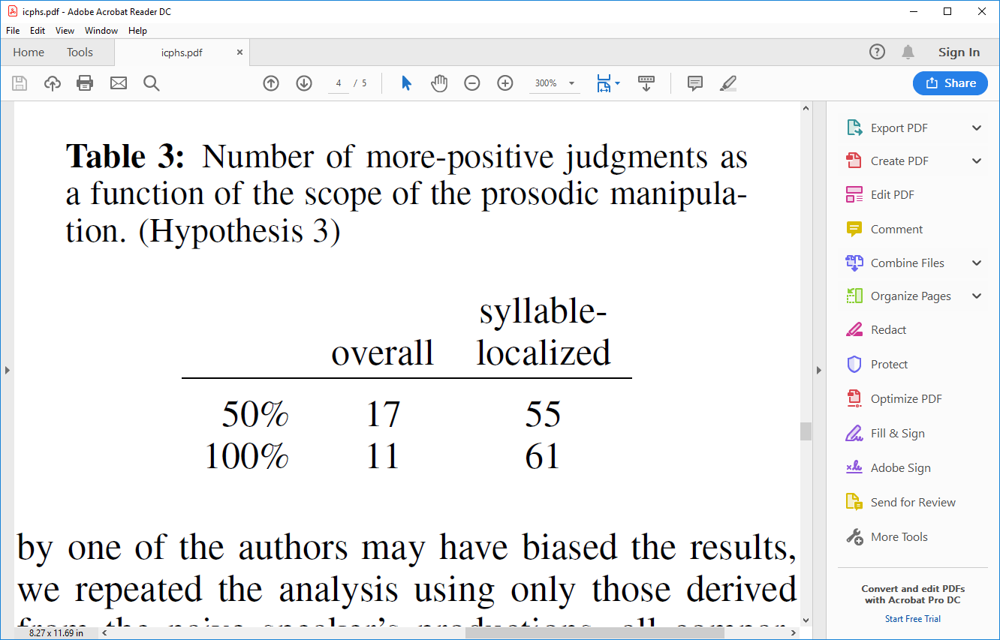 icphs.pdf - Adobe Acrobat Reader DC
File Edit View Window Help
Home Tools icphs.pdf × ? Sign In
4 / 5 300% Share
Table 3: Number of more-positive judgments as
a function of the scope of the prosodic manipula-
tion. (Hypothesis 3)
syllable-
overall localized
50% 17 55
100% 11 61
by one of the authors may have biased the results,
we repeated the analysis using only those derived
8.27 x 11.69 in
Export PDF
Create PDF
Edit PDF
Comment
Combine Files
Organize Pages
Redact
Protect
Optimize PDF
Fill & Sign
Adobe Sign
Send for Review
More Tools
Convert and edit PDFs
with Acrobat Pro DC
Start Free Trial